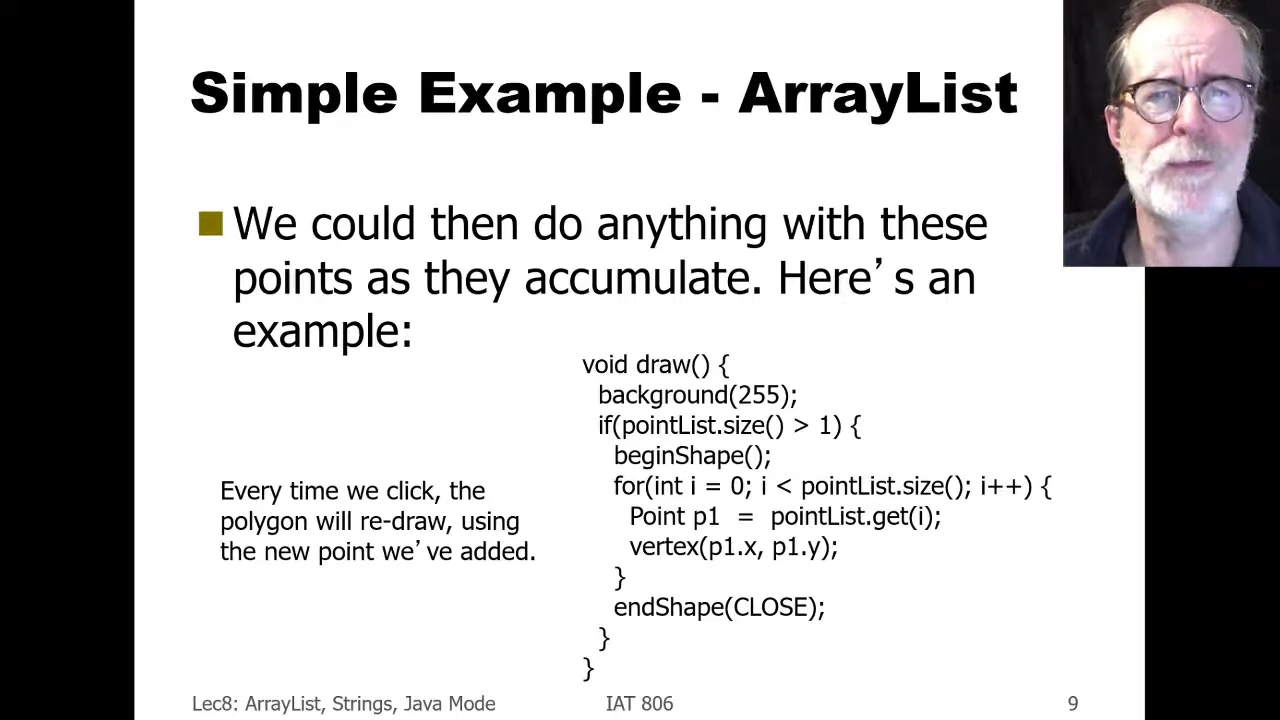 Simple Example - ArrayList
We could then do anything with these
points as they accumulate. Here’s an
example:
void draw() {
background(255);
if(pointList.size() > 1) {
beginShape();
for(int i = 0; i < pointList.size(); i++) {
Point p1 = pointList.get(i);
vertex(p1.x, p1.y);
}
endShape(CLOSE);
}
}
Every time we click, the
polygon will re-draw, using
the new point we’ve added.
Lec8: ArrayList, Strings, Java Mode
IAT 806
9